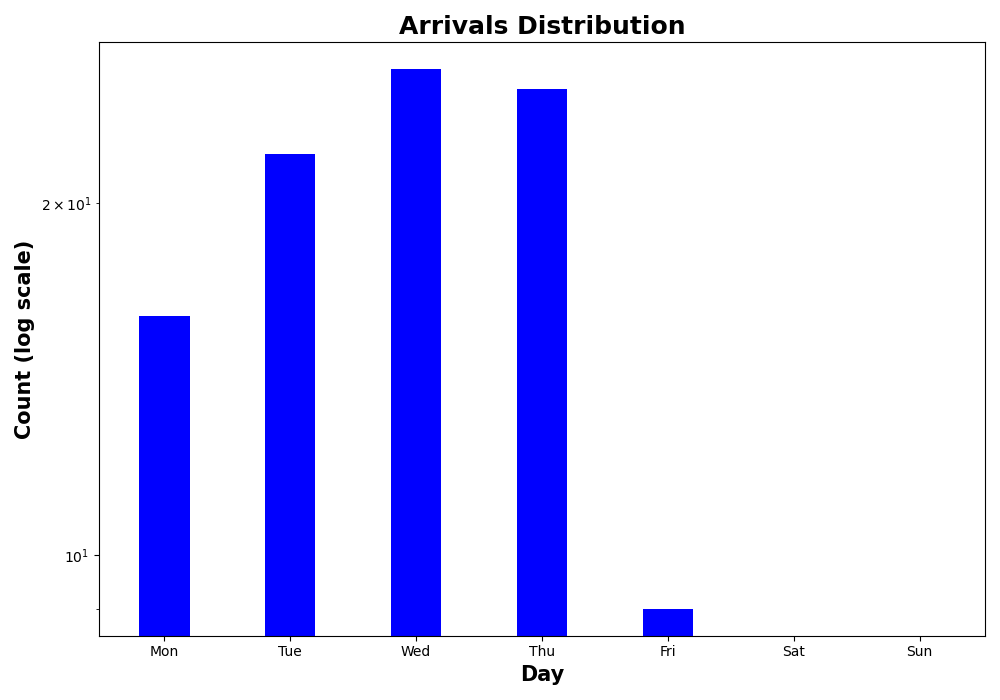 Arrivals Distribution
Count (log scale)
2 × 10¹
10¹
Mon Tue Wed Thu Fri Sat Sun
Day